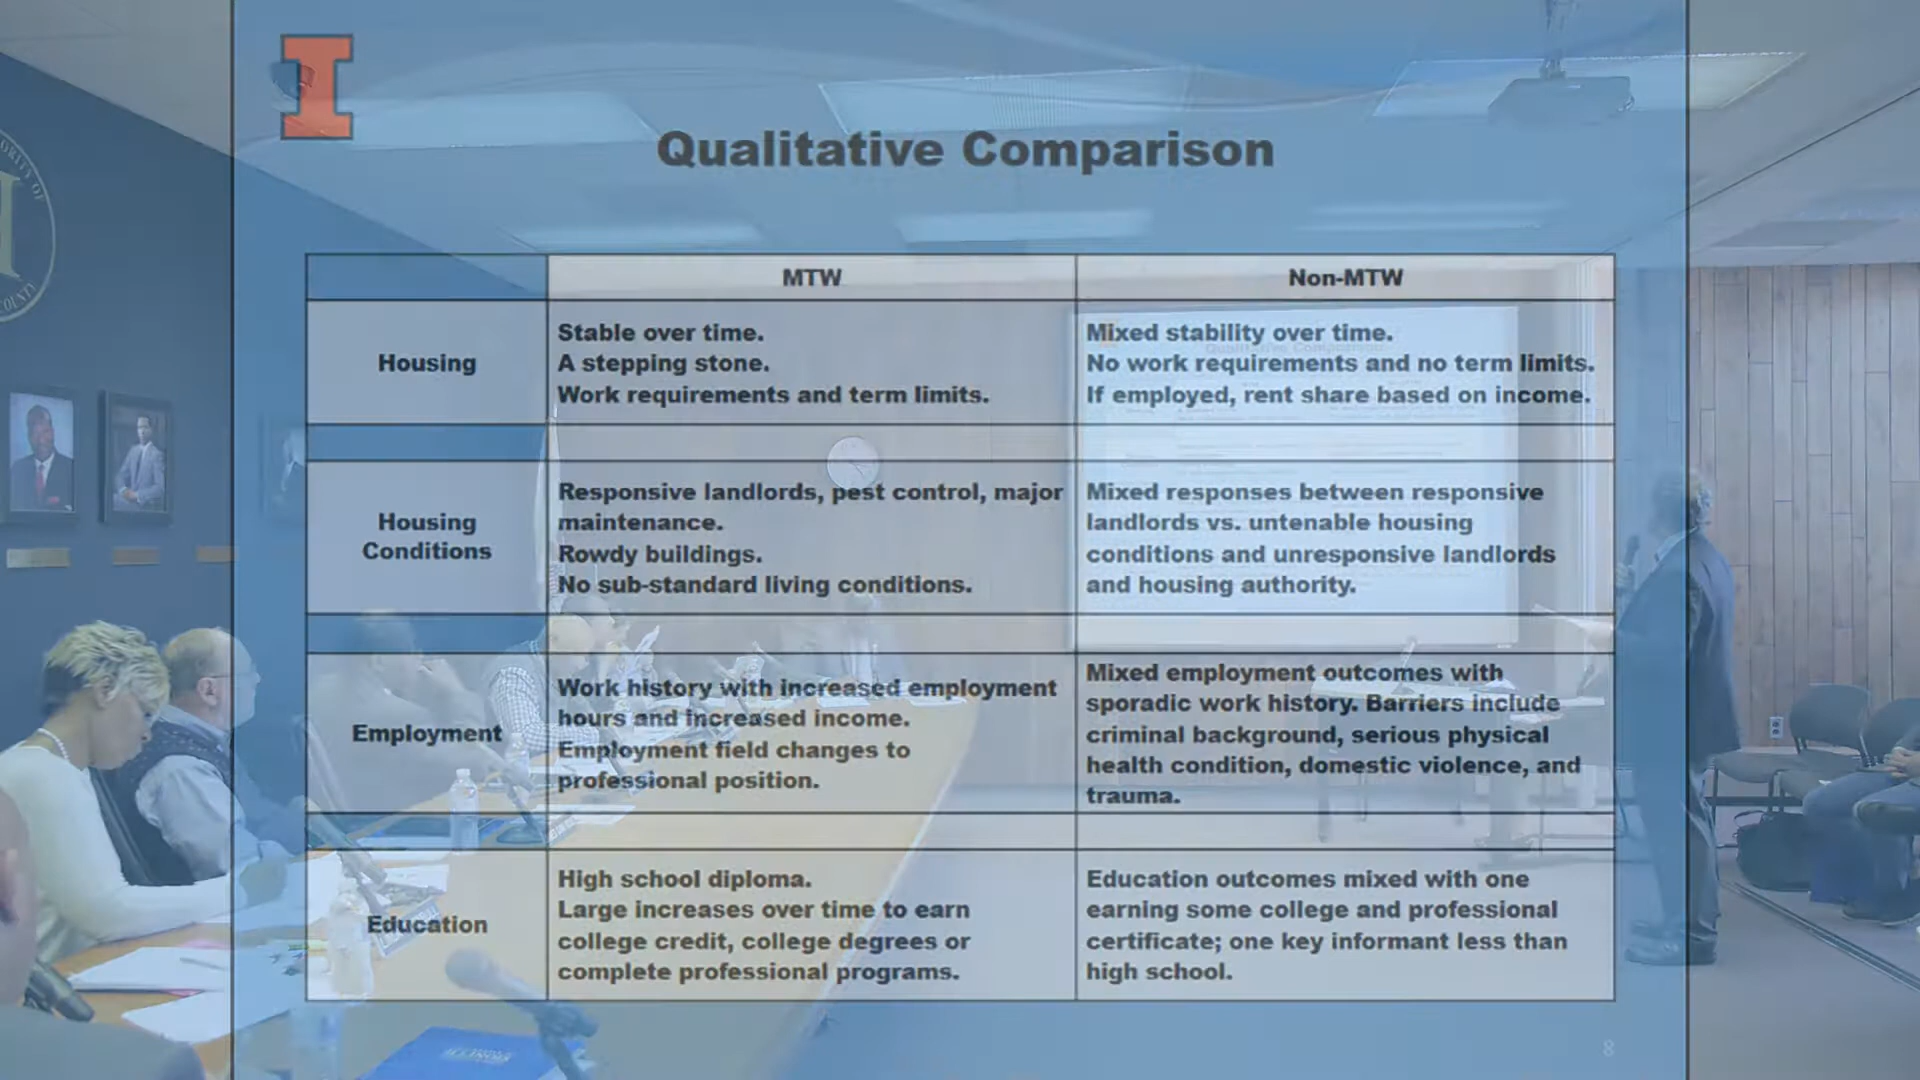 ORITY OF
COUNTY
I
Qualitative Comparison
MTW
Non-MTW
Housing
Stable over time.
A stepping stone.
Work requirements and term limits.
Mixed stability over time.
No work requirements and no term limits.
If employed, rent share based on income.
Housing
Conditions
Responsive landlords, pest control, major
maintenance.
Rowdy buildings.
No sub-standard living conditions.
Mixed responses between responsive
landlords vs. untenable housing
conditions and unresponsive landlords
and housing authority.
Employment
Work history with increased employment
hours and increased income.
Employment field changes to
professional position.
Mixed employment outcomes with
sporadic work history. Barriers include
criminal background, serious physical
health condition, domestic violence, and
trauma.
Education
High school diploma.
Large increases over time to earn
college credit, college degrees or
complete professional programs.
Education outcomes mixed with one
earning some college and professional
certificate; one key informant less than
high school.
ILLINOIS
8